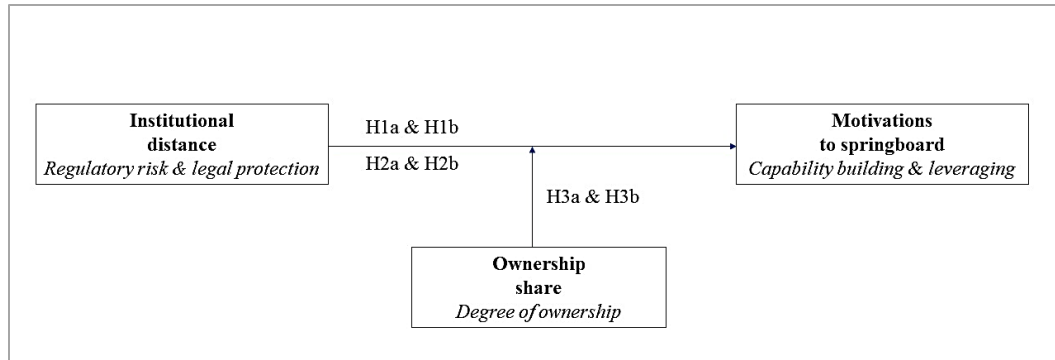 Institutional
distance
Regulatory risk & legal protection
H1a & H1b
H2a & H2b
Motivations
to springboard
Capability building & leveraging
H3a & H3b
Ownership
share
Degree of ownership